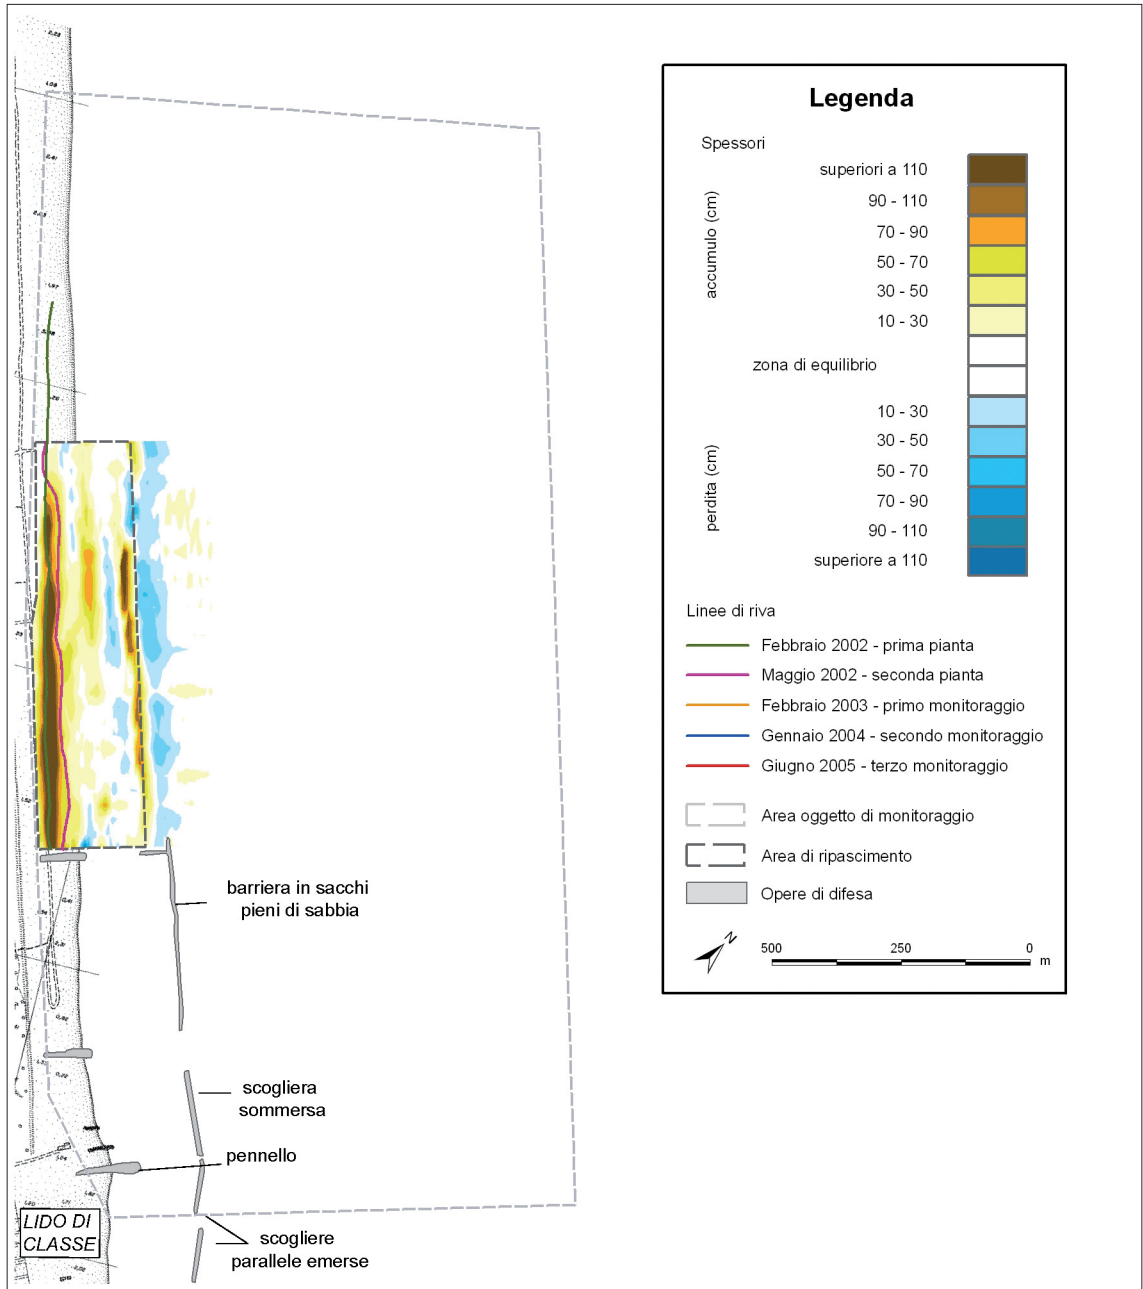 Legenda
Spessori
accumulo (cm)
superiori a 110
90 - 110
70 - 90
50 - 70
30 - 50
10 - 30
zona di equilibrio
perdita (cm)
10 - 30
30 - 50
50 - 70
70 - 90
90 - 110
superiore a 110
Linee di riva
Febbraio 2002 - prima pianta
Maggio 2002 - seconda pianta
Febbraio 2003 - primo monitoraggio
Gennaio 2004 - secondo monitoraggio
Giugno 2005 - terzo monitoraggio
Area oggetto di monitoraggio
Area di ripascimento
Opere di difesa
N
500 250 0
m
barriera in sacchi
pieni di sabbia
scogliera
sommersa
pennello
scogliere
parallele emerse
LIDO DI
CLASSE